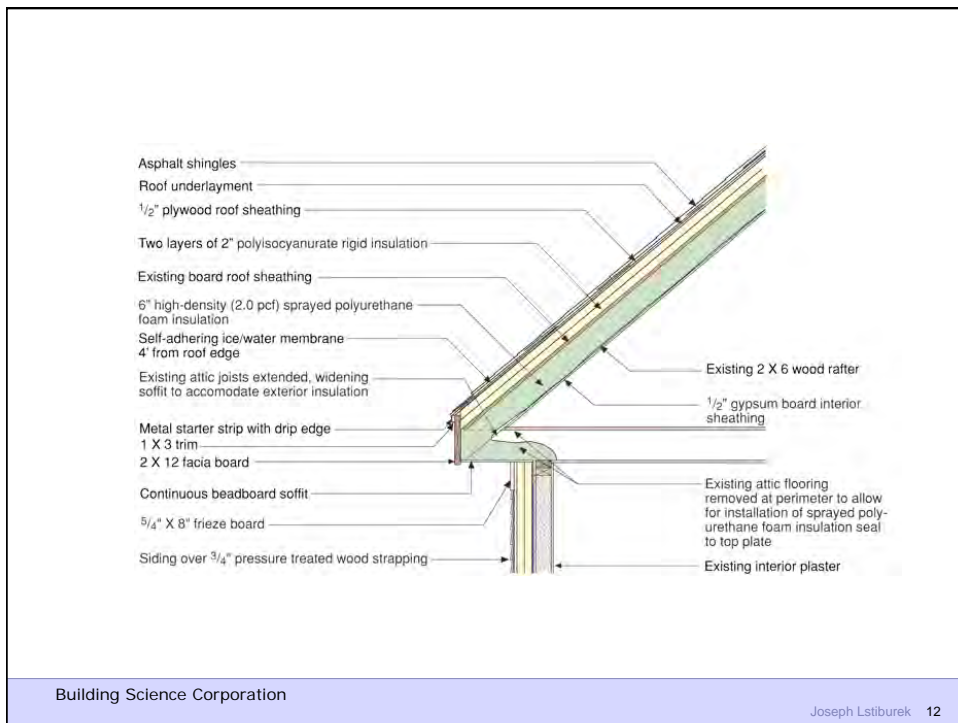 Asphalt shingles
Roof underlayment
1/2" plywood roof sheathing
Two layers of 2" polyisocyanurate rigid insulation
Existing board roof sheathing
6" high-density (2.0 pcf) sprayed polyurethane
foam insulation
Self-adhering ice/water membrane
4' from roof edge
Existing attic joists extended, widening
soffit to accomodate exterior insulation
Metal starter strip with drip edge
1 X 3 trim
2 X 12 facia board
Continuous beadboard soffit
5/4" X 8" frieze board
Siding over 3/4" pressure treated wood strapping
Existing 2 X 6 wood rafter
1/2" gypsum board interior
sheathing
Existing attic flooring
removed at perimeter to allow
for installation of sprayed poly-
urethane foam insulation seal
to top plate
Existing interior plaster
Building Science Corporation
Joseph Lstiburek 12